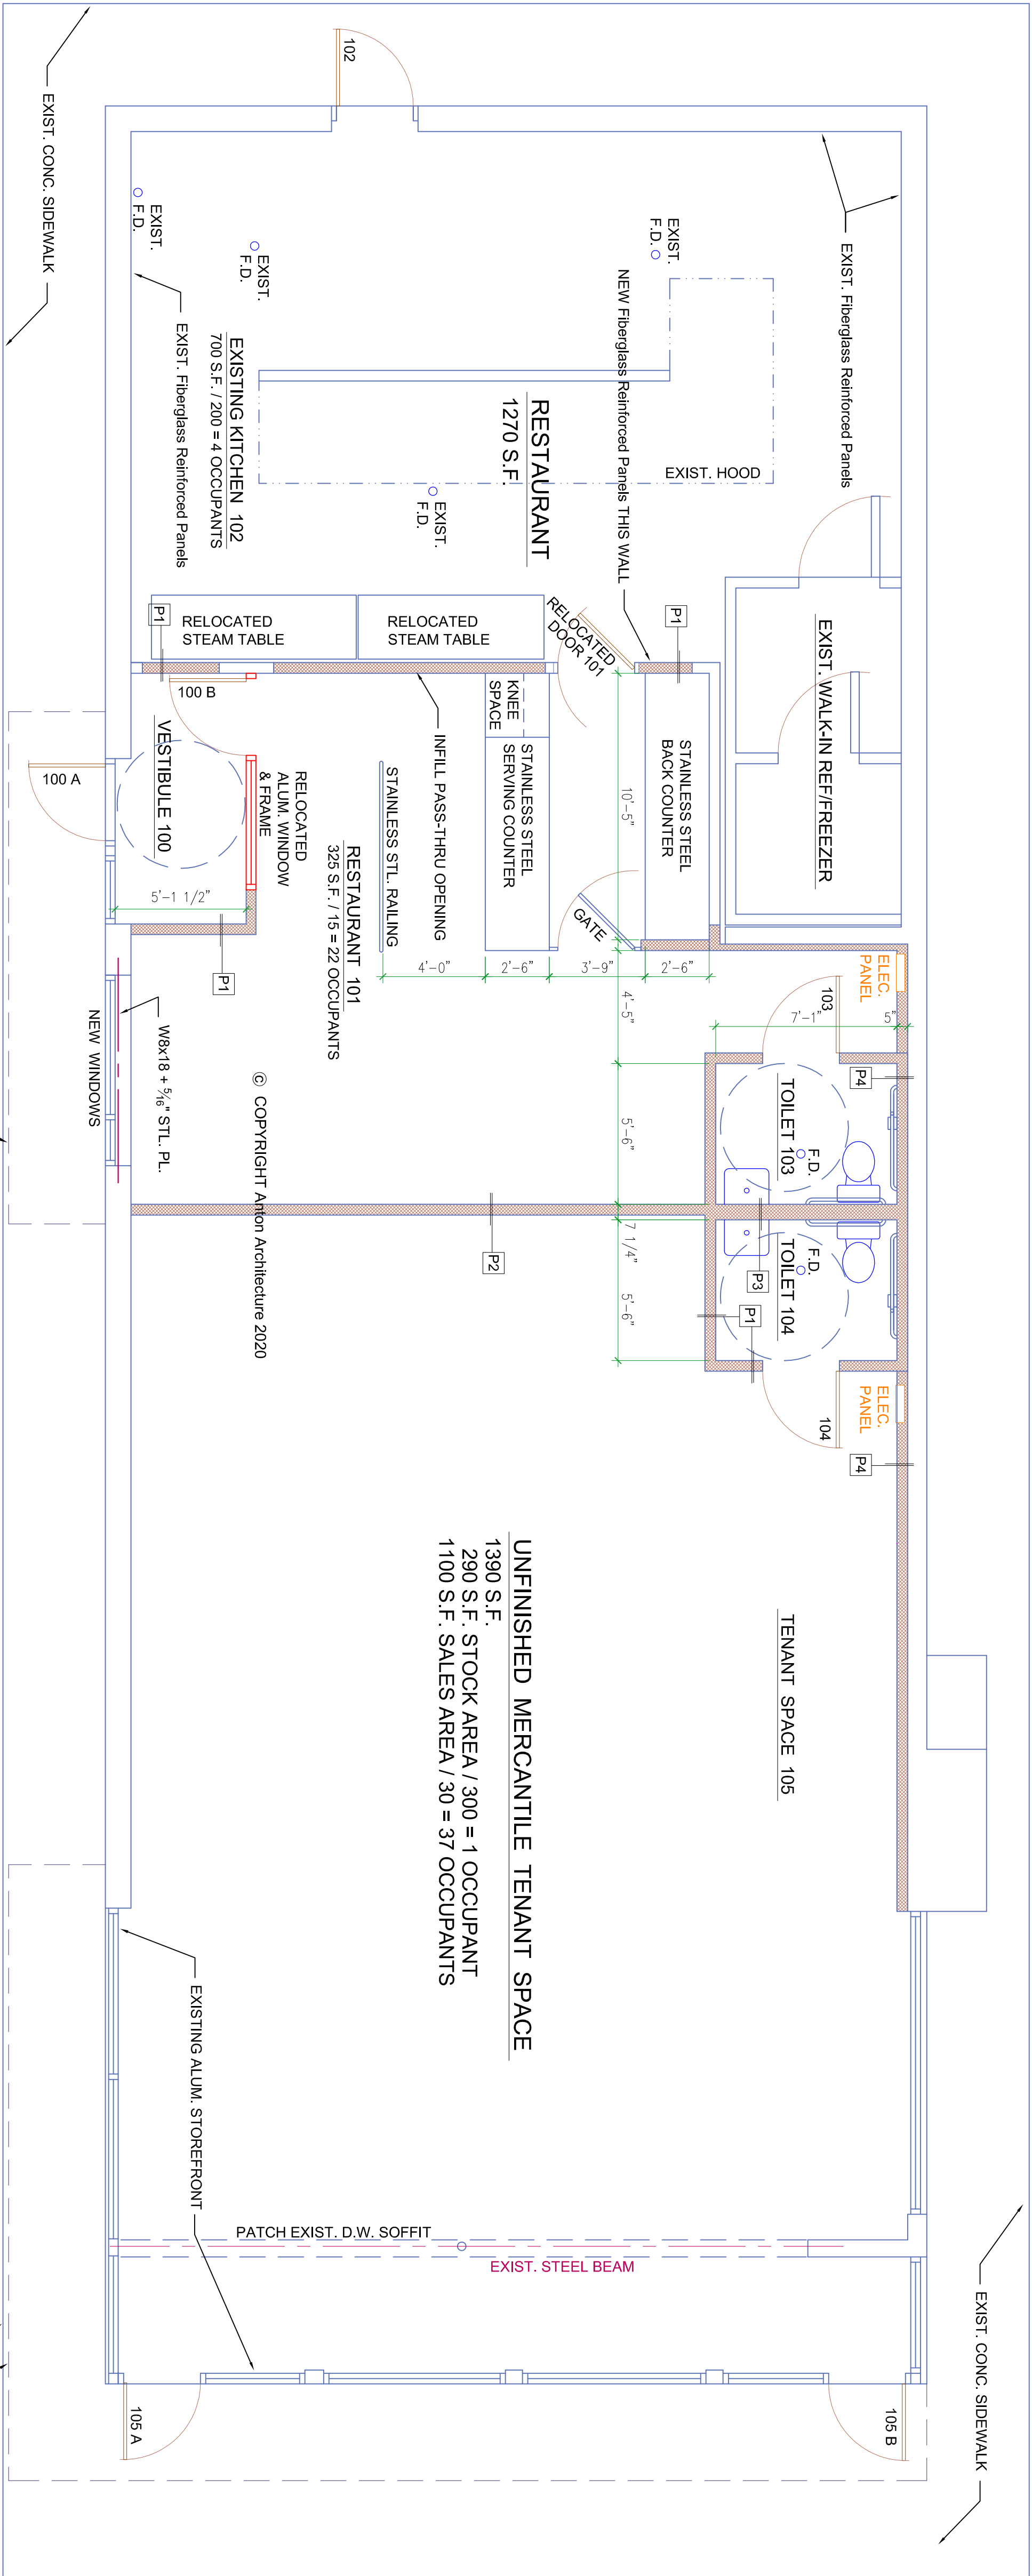 102
EXIST. CONC. SIDEWALK
EXIST.
F.D.
EXIST.
F.D.
EXIST.
F.D.
EXIST.
F.D.
EXIST. Fiberglass Reinforced Panels
EXIST. Fiberglass Reinforced Panels
NEW Fiberglass Reinforced Panels THIS WALL
EXISTING KITCHEN 102
700 S.F. / 200 = 4 OCCUPANTS
RESTAURANT
1270 S.F.
EXIST. HOOD
EXIST. WALK-IN REF/FREEZER
RELOCATED
STEAM TABLE
RELOCATED
STEAM TABLE
RELOCATED
DOOR 101
P1
P1
100 B
100 A
VESTIBULE 100
5'-1 1/2"
RELOCATED
ALUM. WINDOW
& FRAME
INFILL PASS-THRU OPENING
STAINLESS STL. RAILING
KNEE
SPACE
STAINLESS STEEL
SERVING COUNTER
STAINLESS STEEL
BACK COUNTER
10'-5"
GATE
RESTAURANT 101
325 S.F. / 15 = 22 OCCUPANTS
4'-0"
2'-6"
3'-9"
2'-6"
P1
4'-5"
ELEC.
PANEL
103
7'-1"
5"
P4
TOILET 103
F.D.
5'-6"
NEW WINDOWS
W8x18 + 5/16" STL. PL.
© COPYRIGHT Anton Architecture 2020
P2
7 1/4"
P3
TOILET 104
F.D.
5'-6"
P1
104
ELEC.
PANEL
P4
UNFINISHED MERCANTILE TENANT SPACE
1390 S.F.
290 S.F. STOCK AREA / 300 = 1 OCCUPANT
1100 S.F. SALES AREA / 30 = 37 OCCUPANTS
TENANT SPACE 105
EXISTING ALUM. STOREFRONT
PATCH EXIST. D.W. SOFFIT
EXIST. STEEL BEAM
105 A
105 B
EXIST. CONC. SIDEWALK